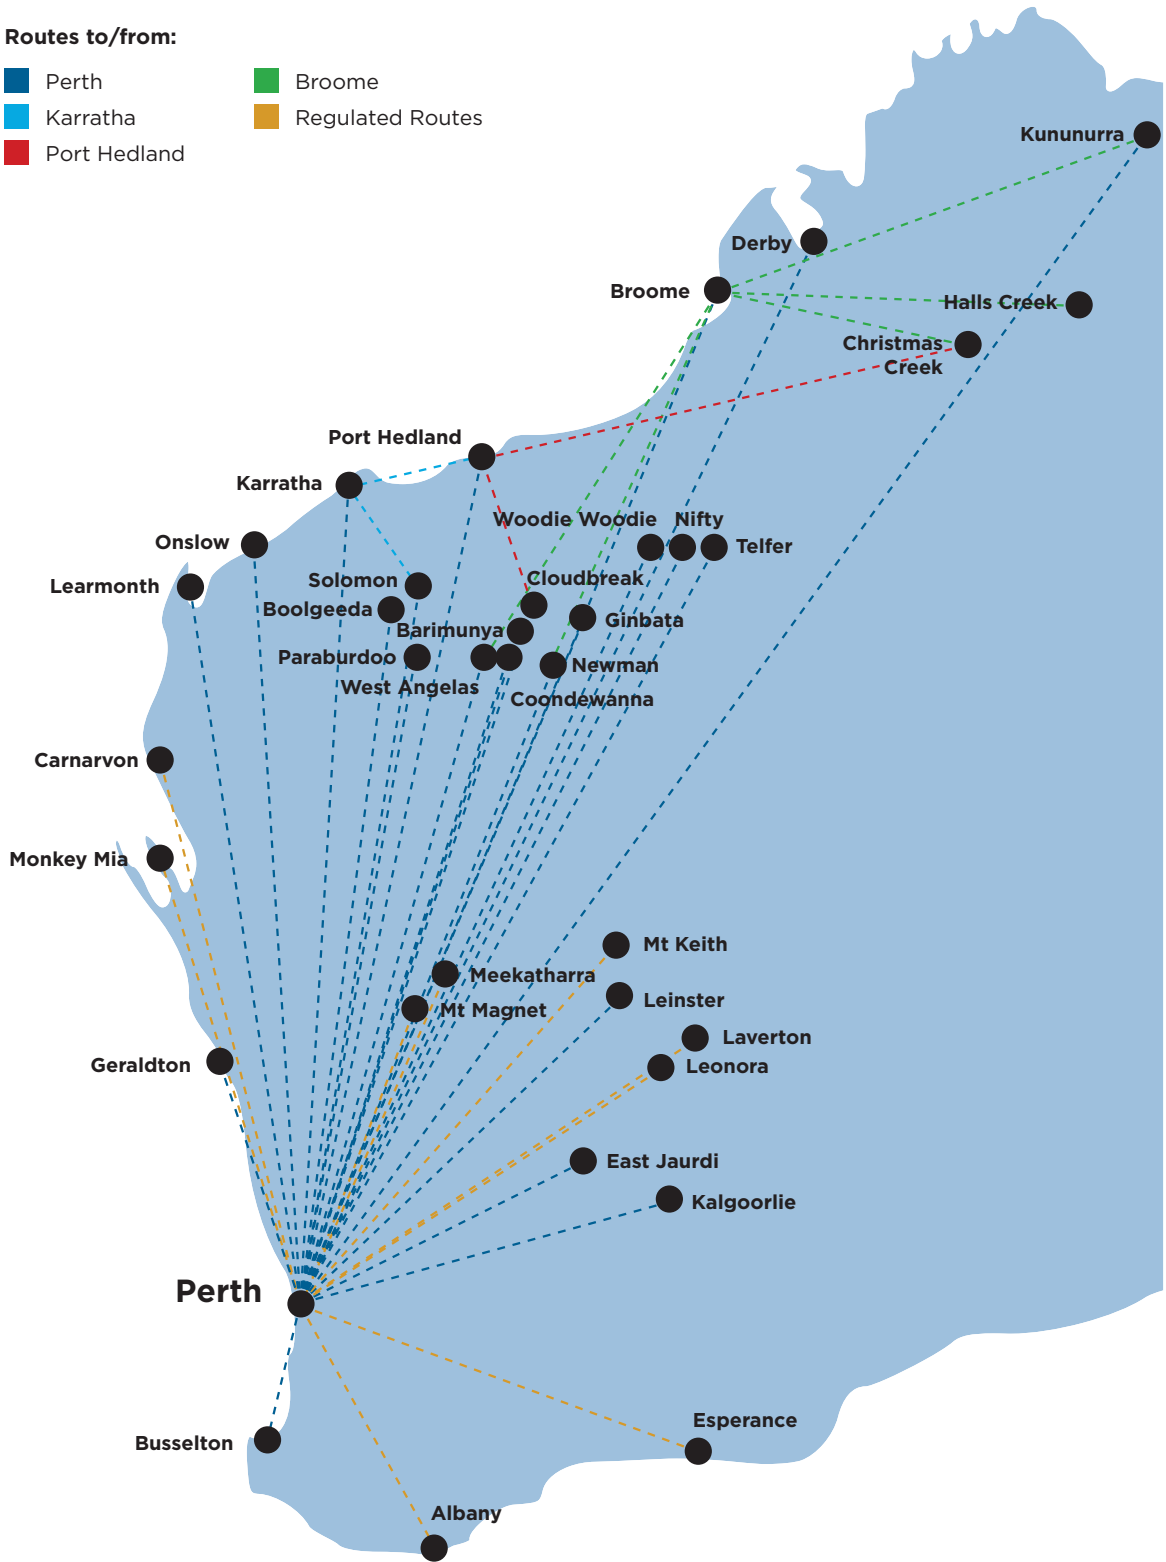 Routes to/from:
Perth
Broome
Karratha
Regulated Routes
Port Hedland
Kununurra
Derby
Broome
Halls Creek
Christmas
Creek
Port Hedland
Karratha
Woodie Woodie
Nifty
Onslow
Telfer
Learmonth
Solomon
Cloudbreak
Boolgeeda
Ginbata
Barimunya
Paraburdoo
Newman
West Angelas
Coondewanna
Carnarvon
Monkey Mia
Mt Keith
Meekatharra
Leinster
Mt Magnet
Laverton
Geraldton
Leonora
East Jaurdi
Kalgoorlie
Perth
Esperance
Busselton
Albany